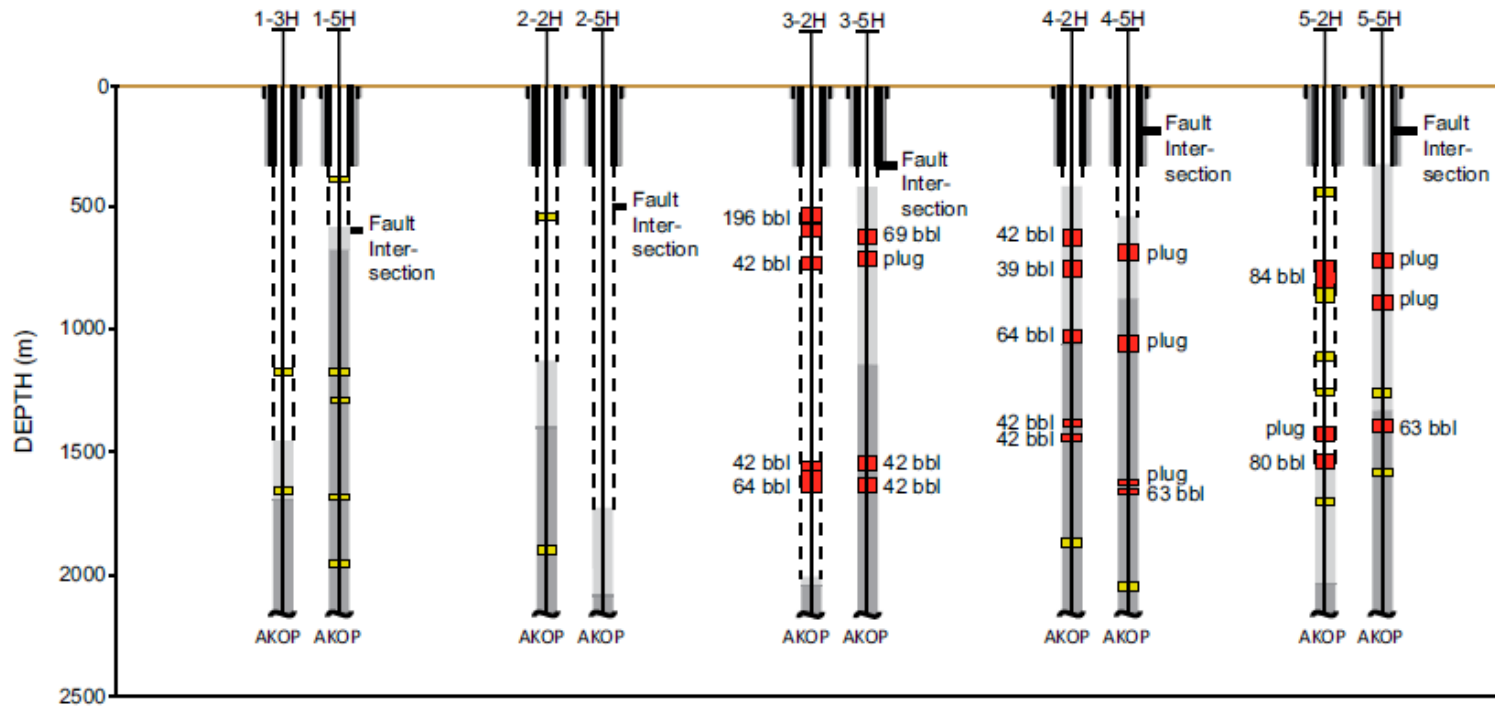 1-3H 1-5H 2-2H 2-5H 3-2H 3-5H 4-2H 4-5H 5-2H 5-5H
DEPTH (m)
0
500
1000
1500
2000
2500
Fault
Inter-
section
Fault
Inter-
section
196 bbl
42 bbl
42 bbl
64 bbl
Fault
Inter-
section
69 bbl
plug
42 bbl
42 bbl
42 bbl
39 bbl
64 bbl
42 bbl
42 bbl
Fault
Inter-
section
plug
plug
plug
63 bbl
84 bbl
plug
80 bbl
Fault
Inter-
section
plug
plug
63 bbl
AKOP AKOP AKOP AKOP AKOP AKOP AKOP AKOP AKOP AKOP